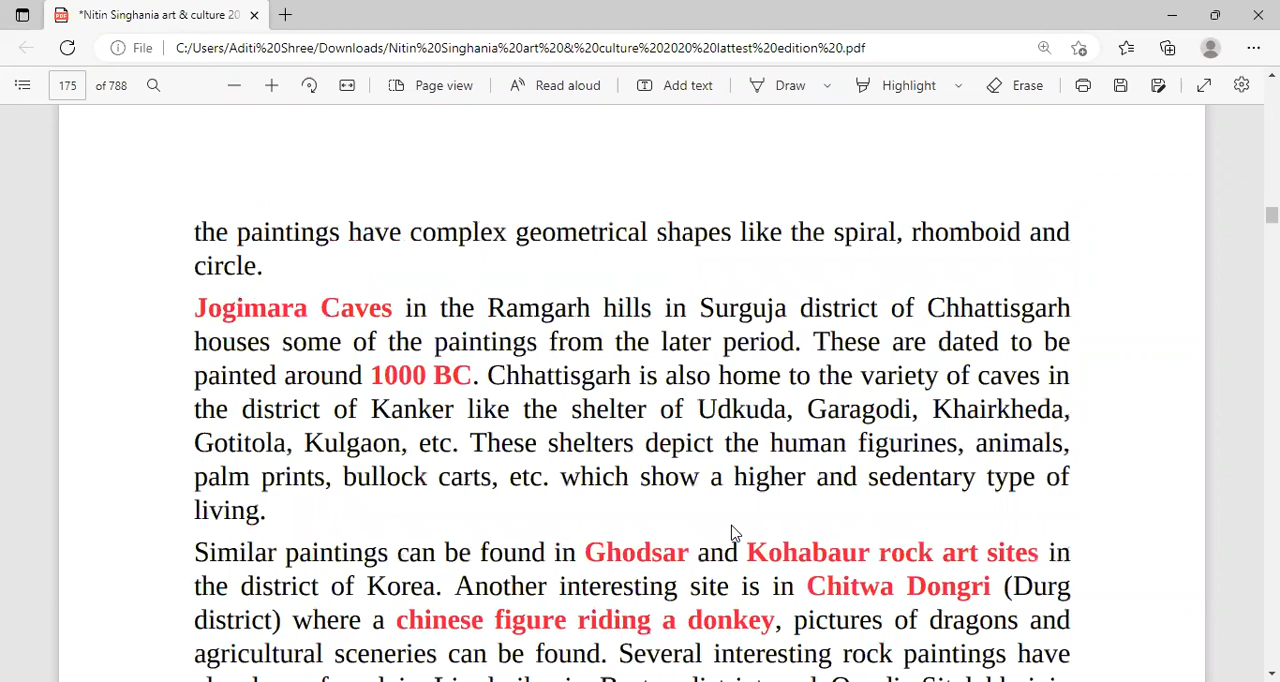 *Nitin Singhania art & culture 20
File C:/Users/Aditi%20Shree/Downloads/Nitin%20Singhania%20art%20&%20culture%202020%20lattest%20edition%20.pdf
175 of 788 Page view Read aloud Add text Draw Highlight Erase
the paintings have complex geometrical shapes like the spiral, rhomboid and
circle.
Jogimara Caves in the Ramgarh hills in Surguja district of Chhattisgarh
houses some of the paintings from the later period. These are dated to be
painted around 1000 BC. Chhattisgarh is also home to the variety of caves in
the district of Kanker like the shelter of Udkuda, Garagodi, Khairkheda,
Gotitola, Kulgaon, etc. These shelters depict the human figurines, animals,
palm prints, bullock carts, etc. which show a higher and sedentary type of
living.
Similar paintings can be found in Ghodsar and Kohabaur rock art sites in
the district of Korea. Another interesting site is in Chitwa Dongri (Durg
district) where a chinese figure riding a donkey, pictures of dragons and
agricultural sceneries can be found. Several interesting rock paintings have